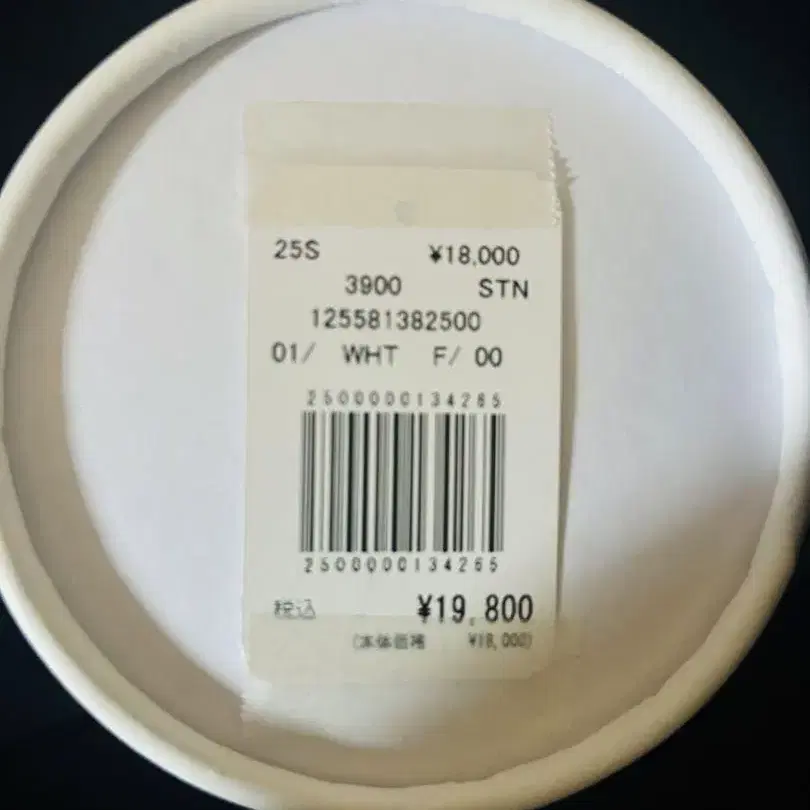 25S ¥18,000
3900 STN
125581382500
01/ WHT F/ 00
2500000134265
2500000134265
税込 ¥19,800
(本体価格 ¥18,000)